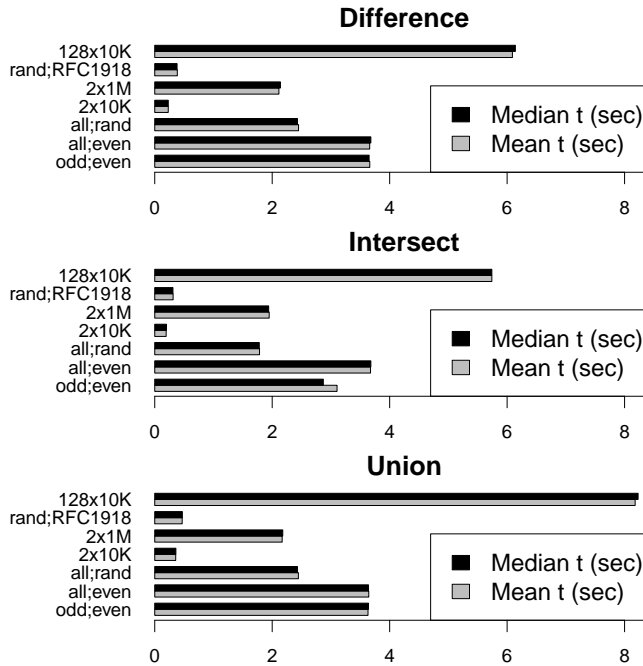 Difference
128x10K
rand;RFC1918
2x1M
2x10K
all;rand
all;even
odd;even
Median t (sec)
Mean t (sec)
0 2 4 6 8
Intersect
128x10K
rand;RFC1918
2x1M
2x10K
all;rand
all;even
odd;even
Median t (sec)
Mean t (sec)
0 2 4 6 8
Union
128x10K
rand;RFC1918
2x1M
2x10K
all;rand
all;even
odd;even
Median t (sec)
Mean t (sec)
0 2 4 6 8